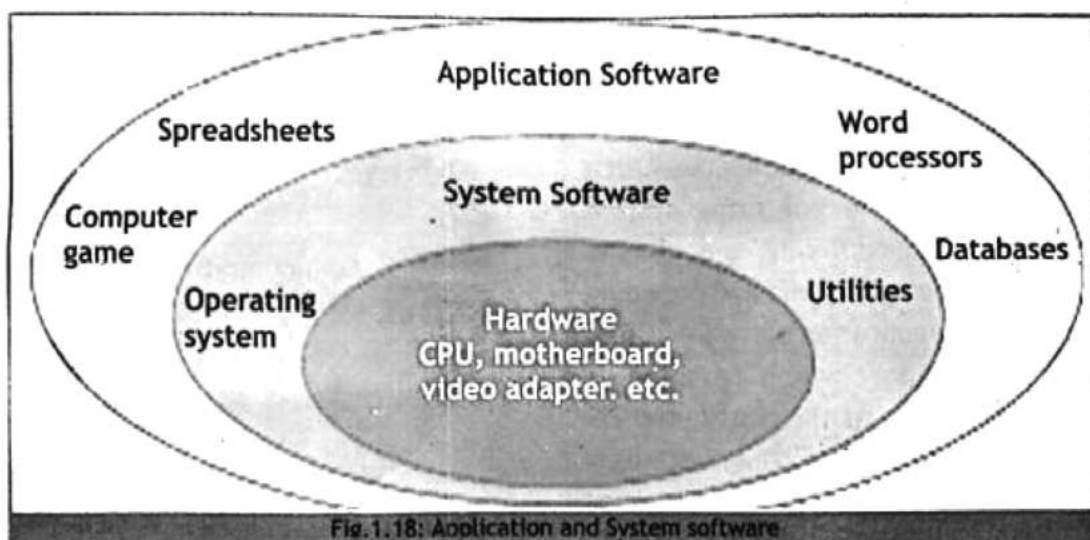 Application Software
Spreadsheets
Word
processors
System Software
Computer
game
Databases
Operating
system
Utilities
Hardware
CPU, motherboard,
video adapter. etc.
Fig.1.18: Application and System software